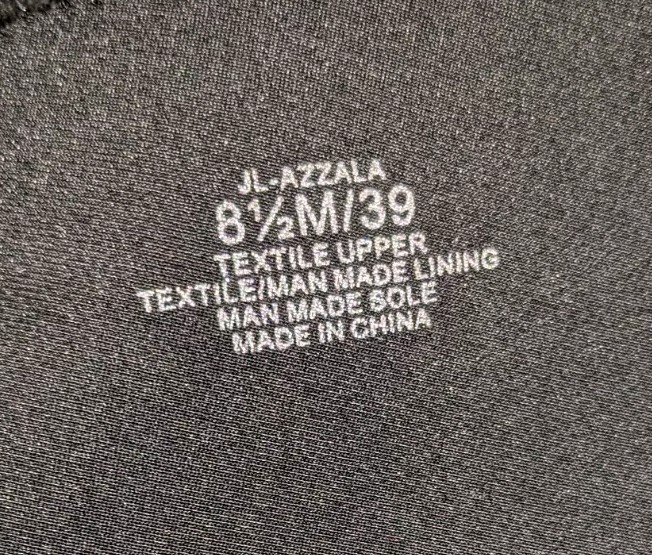 JL-AZZALA
8½M/39
TEXTILE UPPER
TEXTILE/MAN MADE LINING
MAN MADE SOLE
MADE IN CHINA